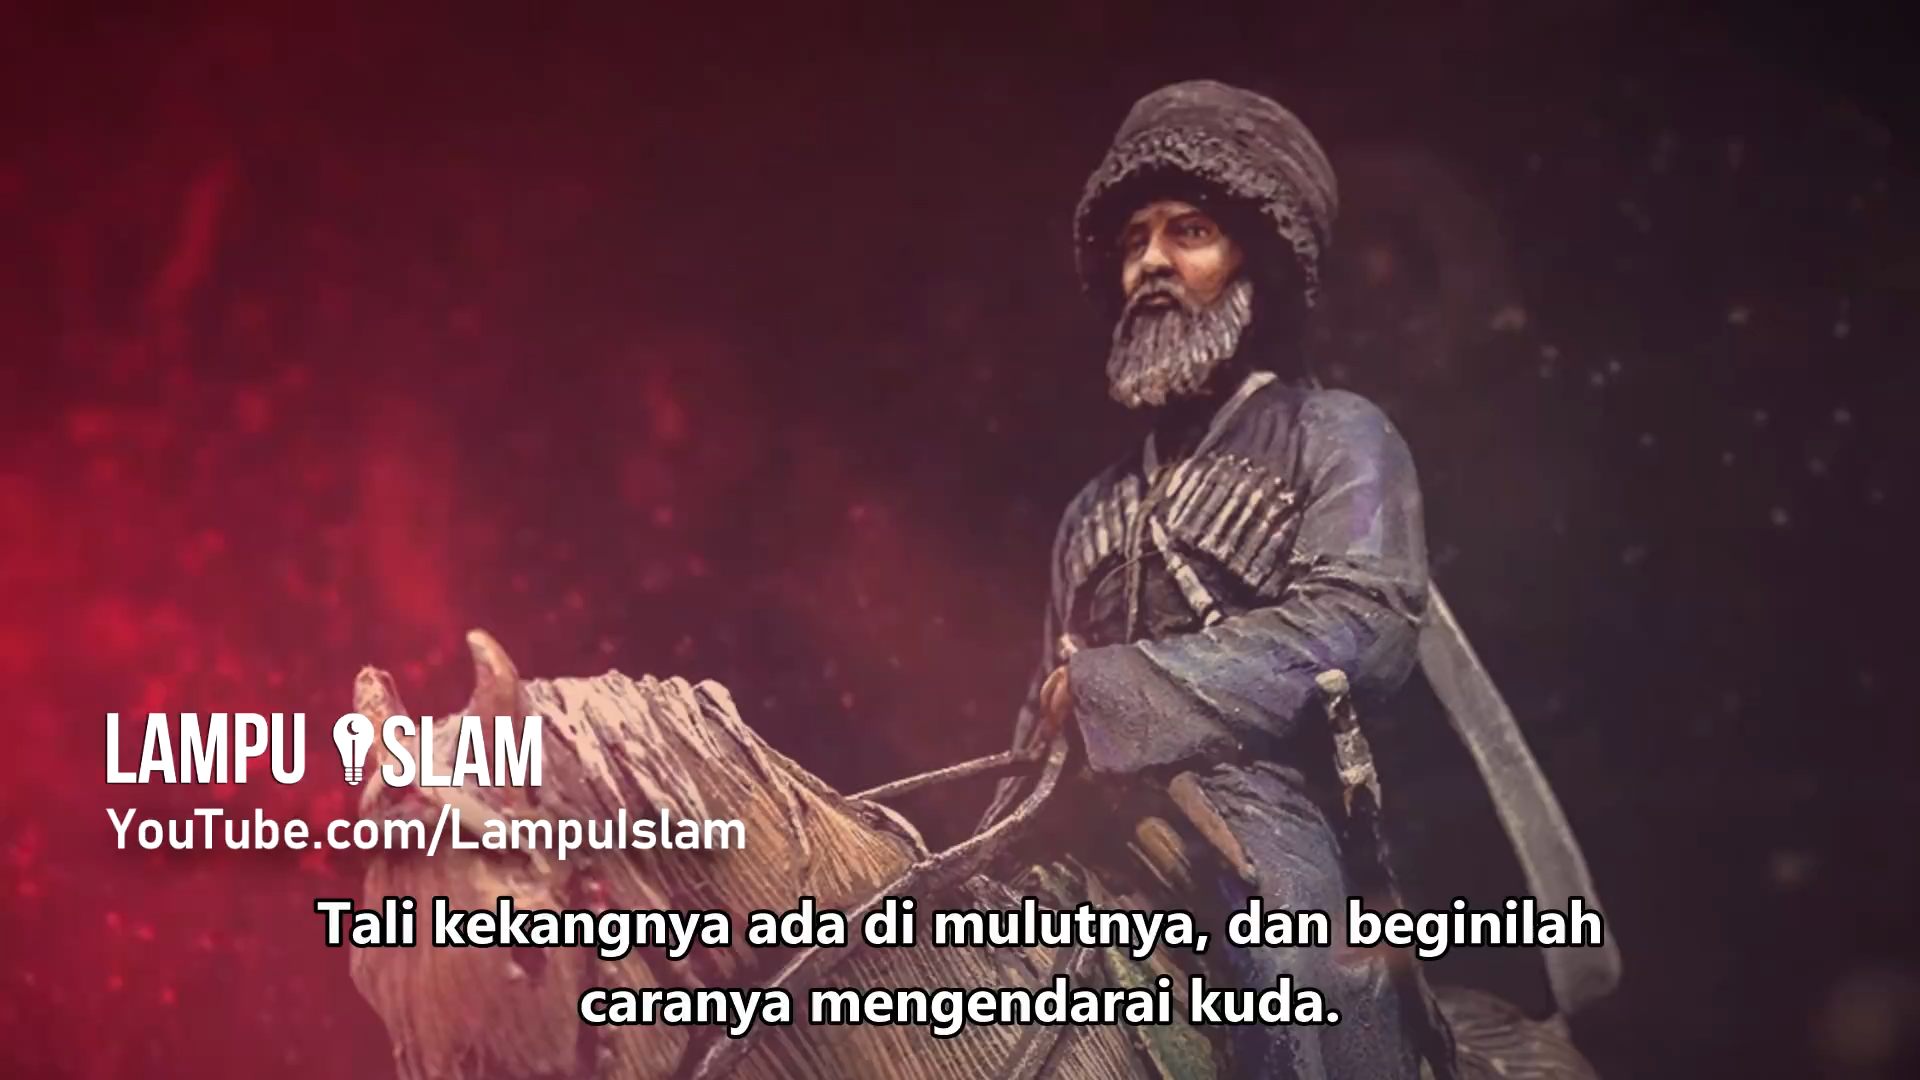 LAMPU ISLAM
YouTube.com/LampuIslam
Tali kekangnya ada di mulutnya, dan beginilah
caranya mengendarai kuda.